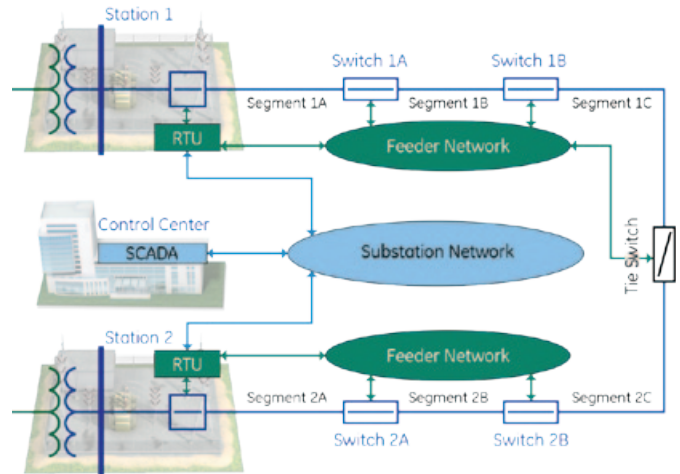 Station 1
Switch 1A
Switch 1B
Segment 1A
Segment 1B
Segment 1C
RTU
Feeder Network
Control Center
SCADA
Substation Network
Tie Switch
Station 2
RTU
Feeder Network
Segment 2A
Segment 2B
Segment 2C
Switch 2A
Switch 2B